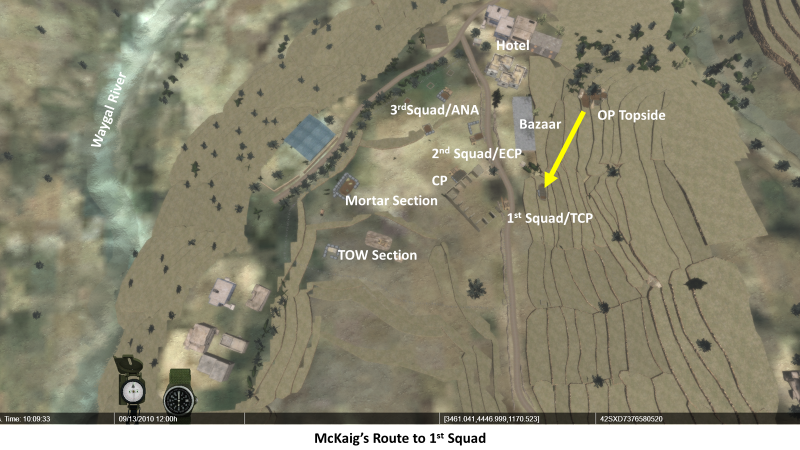 Hotel
3rdSquad/ANA
Bazaar
OP Topside
Waygal River
2nd Squad/ECP
CP
Mortar Section
1st Squad/TCP
TOW Section
. Time: 10:09:33
09/13/2010 12:00h
[3461.041,4446.999,1170.523]
42SXD7376580520
McKaig's Route to 1st Squad